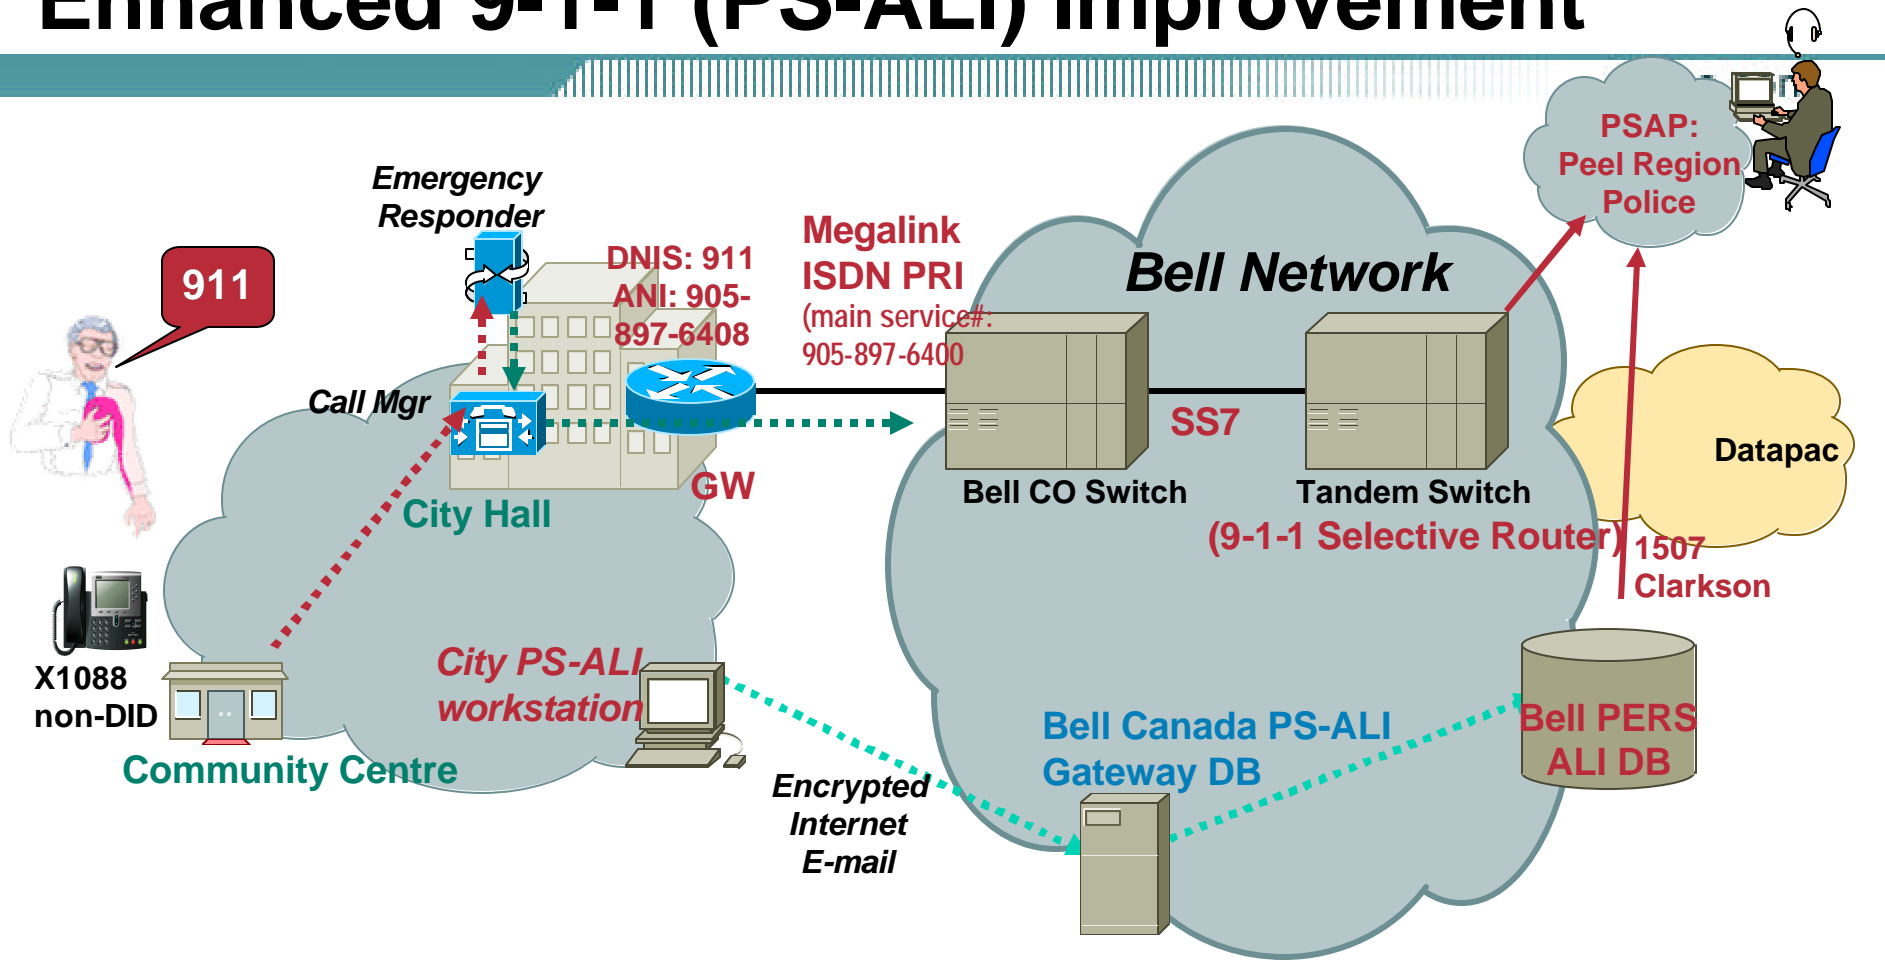 Enhanced 9-1-1 (PS-ALI) Improvement
PSAP:
Peel Region
Police
Emergency
Responder
911
DNIS: 911
ANI: 905-
897-6408
Megalink
ISDN PRI
(main service#:
905-897-6400
Bell Network
Call Mgr
SS7
Datapac
GW
City Hall
Bell CO Switch
Tandem Switch
(9-1-1 Selective Router)
1507
Clarkson
X1088
non-DID
City PS-ALI
workstation
Community Centre
Bell Canada PS-ALI
Gateway DB
Bell PERS
ALI DB
Encrypted
Internet
E-mail